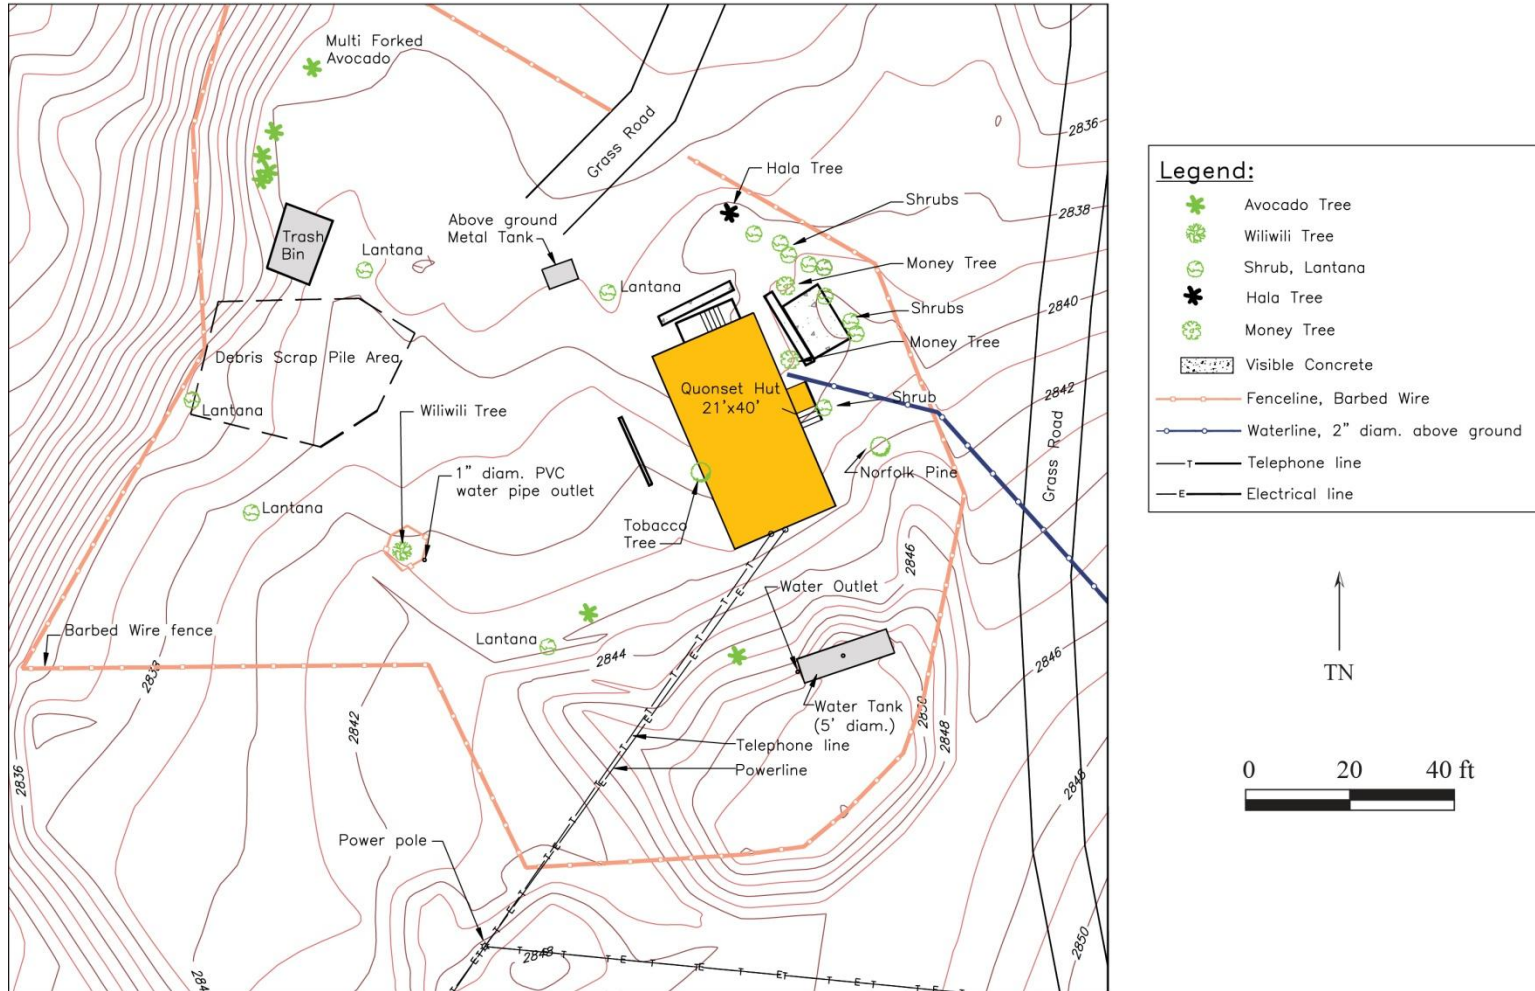 Multi Forked
Avocado
Grass Road
2836
Hala Tree
2838
Shrubs
Above ground
Metal Tank
Trash
Bin
Lantana
Money Tree
Lantana
2840
Shrubs
Money Tree
Debris Scrap Pile Area
Quonset Hut
21'x40'
2842
Shrub
Lantana
Wiliwili Tree
1" diam. PVC
water pipe outlet
Norfolk Pine
Grass Road
Lantana
Tobacco
Tree
2846
Water Outlet
Barbed Wire fence
Lantana
2844
2846
2833
Water Tank
(5' diam.)
2850
2848
2842
Telephone line
Powerline
2836
2848
Power pole
2848
2850
T
E
Legend:
Avocado Tree
Wiliwili Tree
Shrub, Lantana
Hala Tree
Money Tree
Visible Concrete
Fenceline, Barbed Wire
Waterline, 2" diam. above ground
T Telephone line
E Electrical line
TN
0 20 40 ft